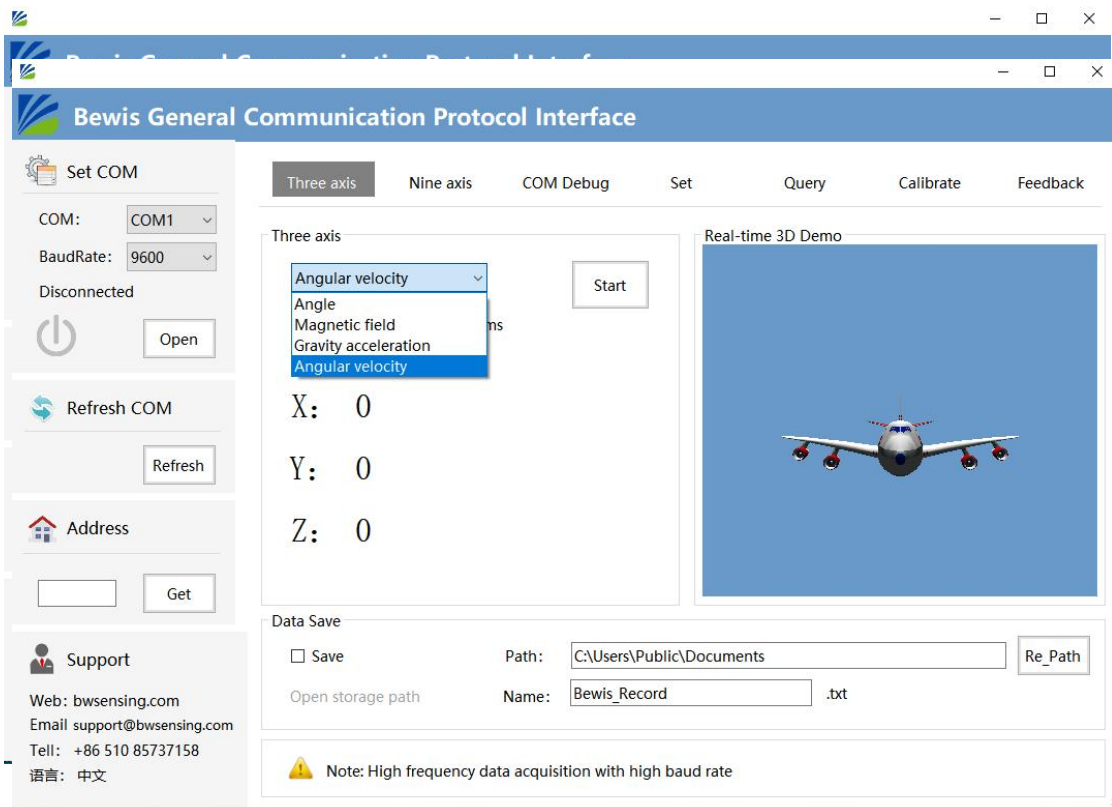 Bewis General Communication Protocol Interface
Set COM
COM: COM1
BaudRate: 9600
Disconnected
Open
Refresh COM
Refresh
Address
Get
Support
Web: bwsensing.com
Email support@bwsensing.com
Tell: +86 510 85737158
语言: 中文
Three axis Nine axis COM Debug Set Query Calibrate Feedback
Three axis
Angular velocity
Start
Angle
Magnetic field
ms
Gravity acceleration
Angular velocity
X: 0
Y: 0
Z: 0
Real-time 3D Demo
Data Save
Save
Path: C:\Users\Public\Documents
Re_Path
Open storage path
Name: Bewis_Record .txt
Note: High frequency data acquisition with high baud rate